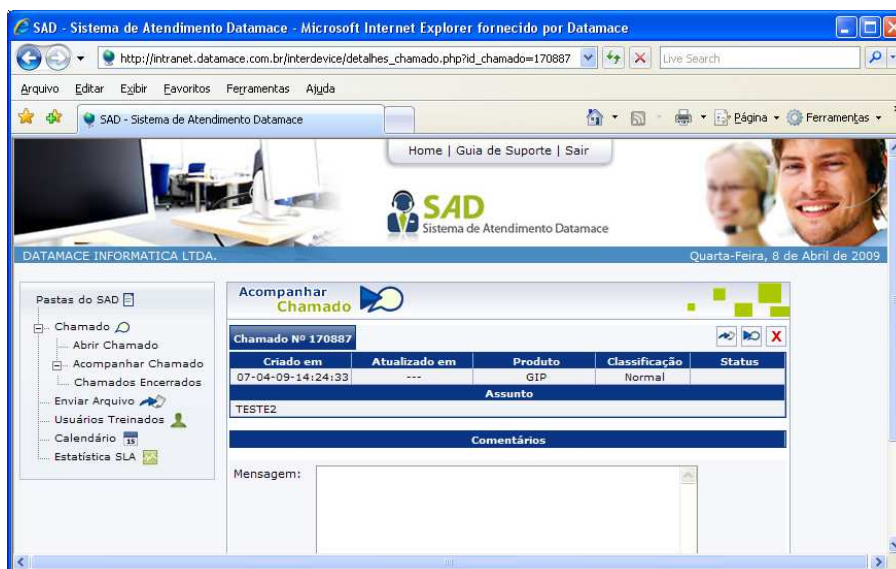 SAD - Sistema de Atendimento Datamace - Microsoft Internet Explorer fornecido por Datamace
http://intranet.datamace.com.br/interdevice/detalhes_chamado.php?id_chamado=170887
Live Search
Arquivo Editar Exibir Favoritos Ferramentas Ajuda
SAD - Sistema de Atendimento Datamace
Página Ferramentas
Home | Guia de Suporte | Sair
SAD
Sistema de Atendimento Datamace
DATAMACE INFORMATICA LTDA. Quarta-Feira, 8 de Abril de 2009
Pastas do SAD
Chamado
Abrir Chamado
Acompanhar Chamado
Chamados Encerrados
Enviar Arquivo
Usuários Treinados
Calendário 15
Estatística SLA
Acompanhar
Chamado
Chamado Nº 170887 X
Criado em Atualizado em Produto Classificação Status
07-04-09-14:24:33 --- GIP Normal
Assunto
TESTE2
Comentários
Mensagem: